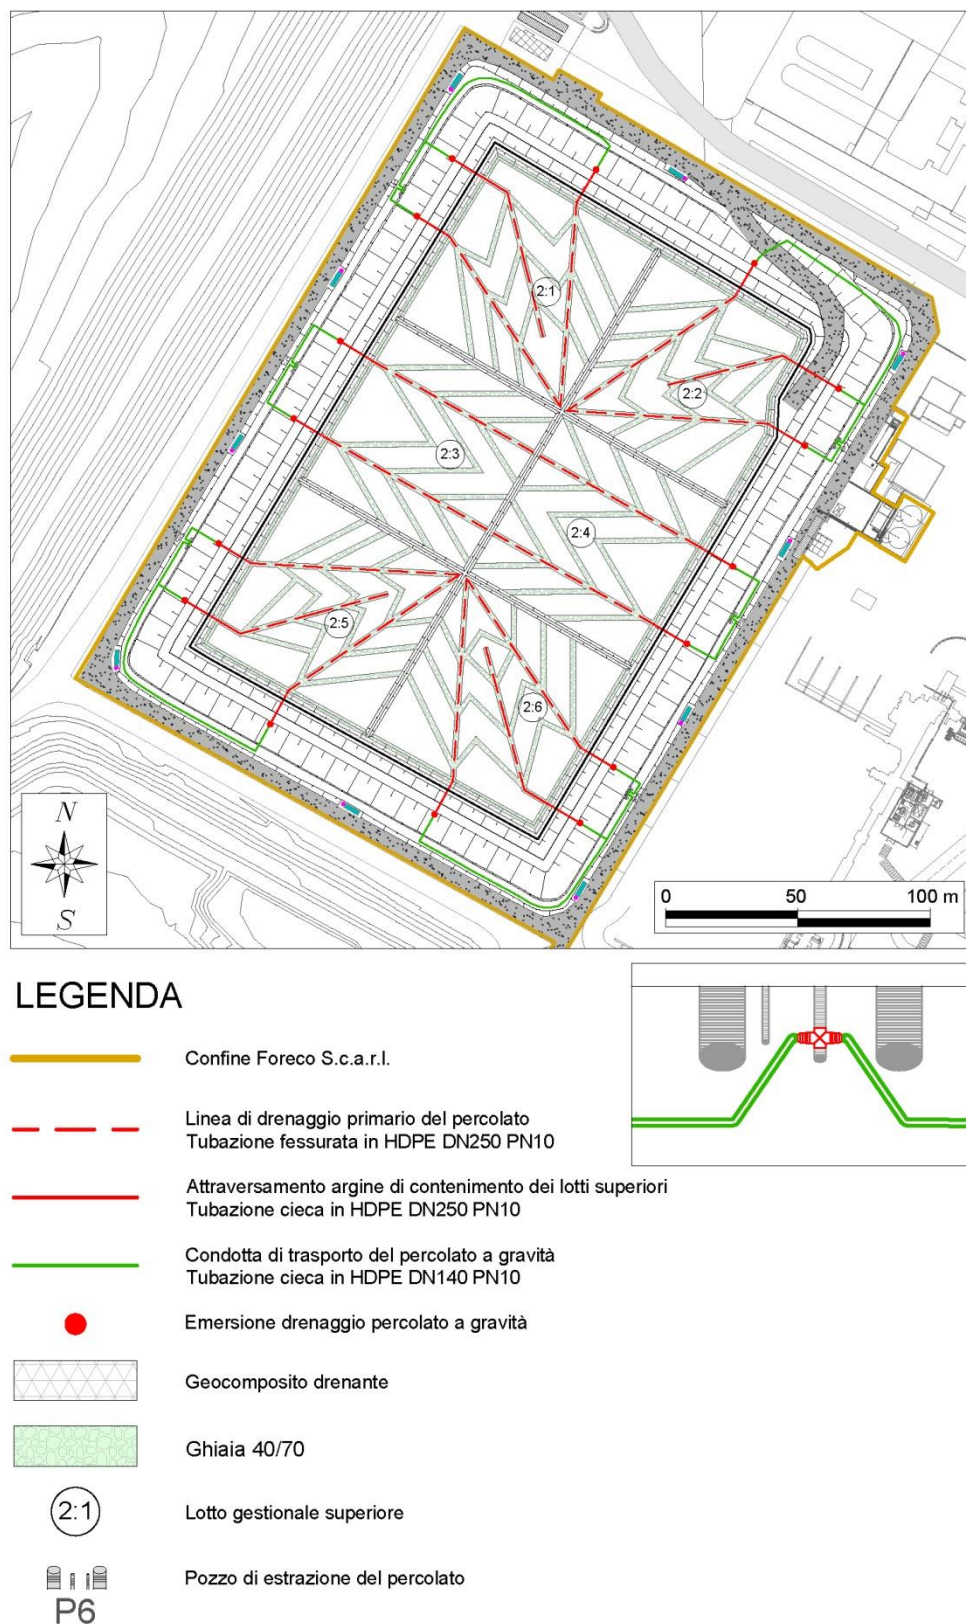 2:1
2:2
2:3
2:4
2:5
2:6
N
S
0 50 100 m
LEGENDA
Confine Foreco S.c.a.r.l.
Linea di drenaggio primario del percolato
Tubazione fessurata in HDPE DN250 PN10
Attraversamento argine di contenimento dei lotti superiori
Tubazione cieca in HDPE DN250 PN10
Condotta di trasporto del percolato a gravità
Tubazione cieca in HDPE DN140 PN10
Emersione drenaggio percolato a gravità
Geocomposito drenante
Ghiaia 40/70
2:1 Lotto gestionale superiore
Pozzo di estrazione del percolato
P6